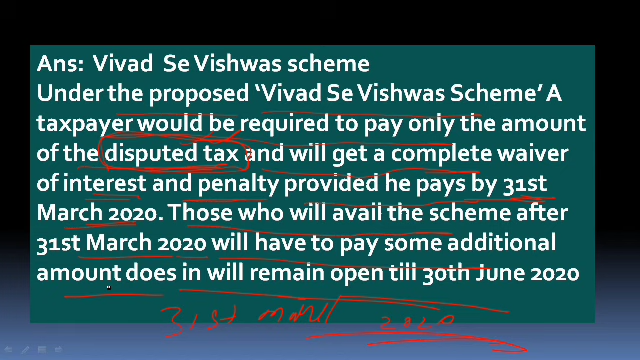 Ans: Vivad Se Vishwas scheme
Under the proposed ‘Vivad Se Vishwas Scheme’ A
taxpayer would be required to pay only the amount
of the disputed tax and will get a complete waiver
of interest and penalty provided he pays by 31st
March 2020. Those who will avail the scheme after
31st March 2020 will have to pay some additional
amount does in will remain open till 30th June 2020
31st 2020